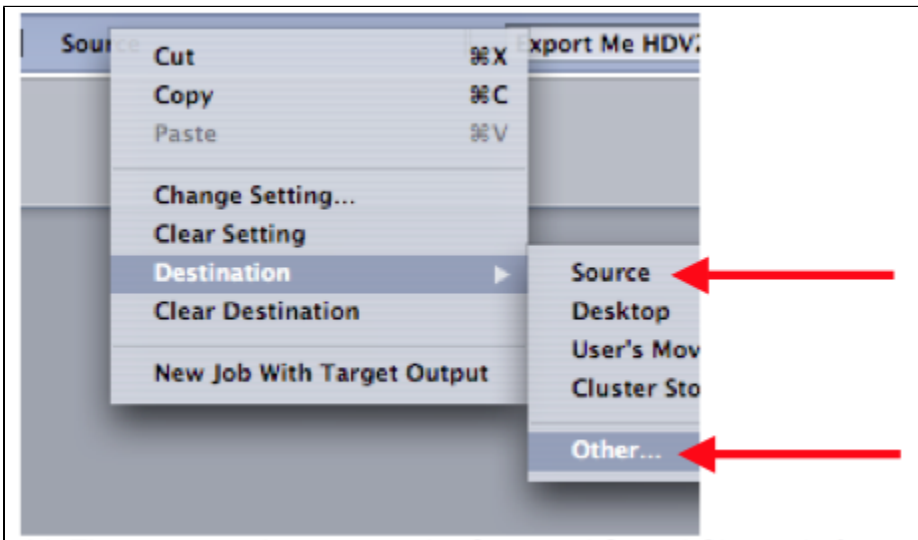 Export Me HDV
Cut ⌘X
Copy ⌘C
Paste ⌘V
Change Setting...
Clear Setting
Destination
Clear Destination
New Job With Target Output
Source
Desktop
User's Mov
Cluster Sto
Other...